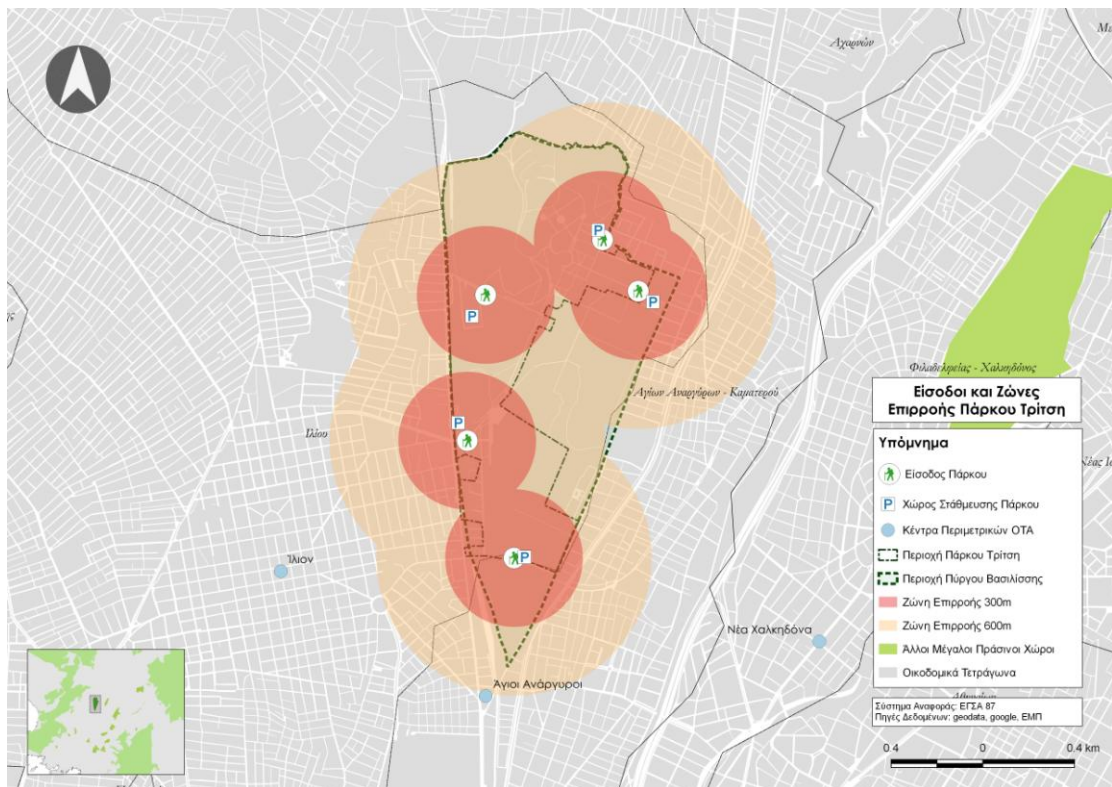 Αχαρνών
Φιλαδελφείας - Χαλκηδόνος
Αγίων Αναργύρων - Καματερού
Ιλίου
Ίλιον
Νέα Χαλκηδόνα
Άγιοι Ανάργυροι
P
P
P
P
P
Είσοδοι και Ζώνες
Επιρροής Πάρκου Τρίτση
Υπόμνημα
Είσοδος Πάρκου
P Χώρος Στάθμευσης Πάρκου
Κέντρα Περιμετρικών ΟΤΑ
Περιοχή Πάρκου Τρίτση
Περιοχή Πύργου Βασιλίσσης
Ζώνη Επιρροής 300m
Ζώνη Επιρροής 600m
Άλλοι Μεγάλοι Πράσινοι Χώροι
Οικοδομικά Τετράγωνα
Σύστημα Αναφοράς: ΕΓΣΑ 87
Πηγές Δεδομένων: geodata, google, ΕΜΠ
0.4 0 0.4 km